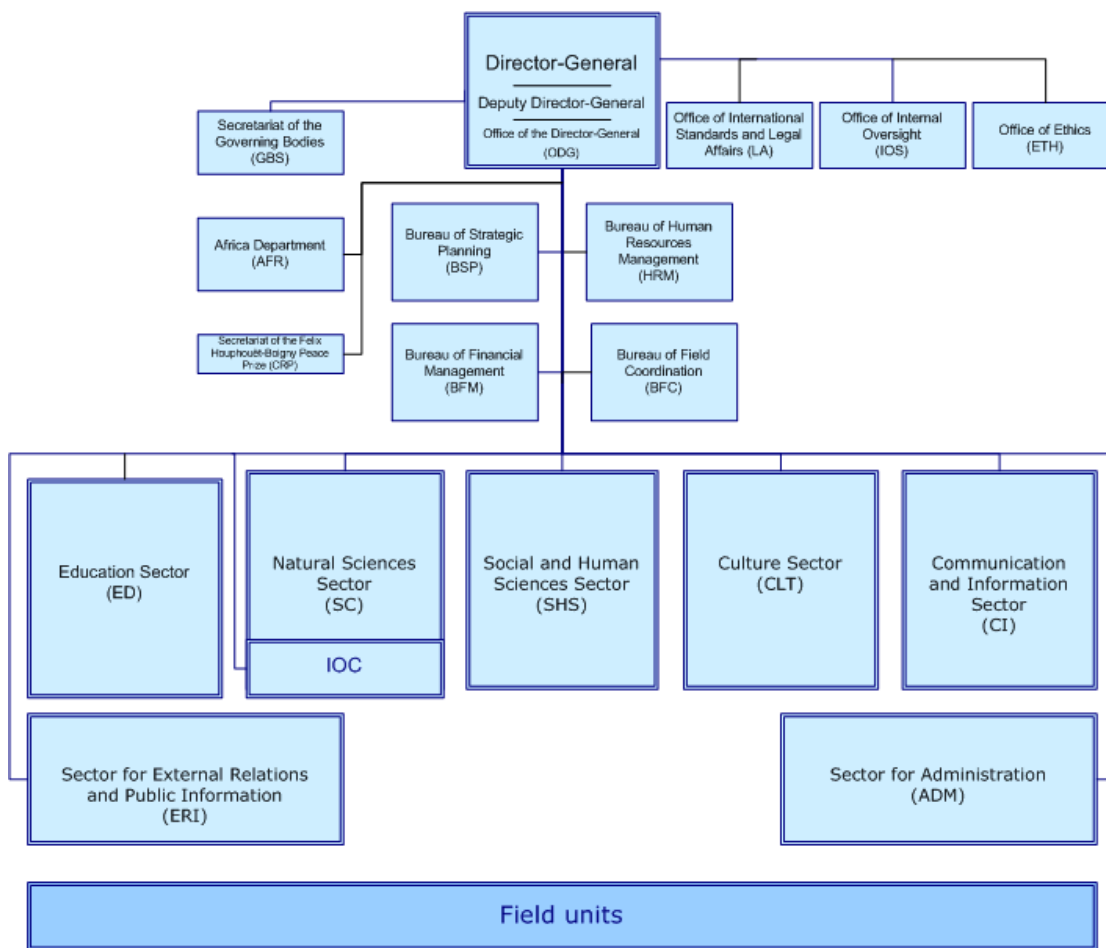 Director-General
Deputy Director-General
Office of the Director-General
(ODG)
Secretariat of the
Governing Bodies
(GBS)
Office of International
Standards and Legal
Affairs (LA)
Office of Internal
Oversight
(IOS)
Office of Ethics
(ETH)
Africa Department
(AFR)
Bureau of Strategic
Planning
(BSP)
Bureau of Human
Resources
Management
(HRM)
Secretariat of the Felix
Houphouët-Boigny Peace
Prize (CRP)
Bureau of Financial
Management
(BFM)
Bureau of Field
Coordination
(BFC)
Education Sector
(ED)
Natural Sciences
Sector
(SC)
IOC
Social and Human
Sciences Sector
(SHS)
Culture Sector
(CLT)
Communication
and Information
Sector
(CI)
Sector for External Relations
and Public Information
(ERI)
Sector for Administration
(ADM)
Field units